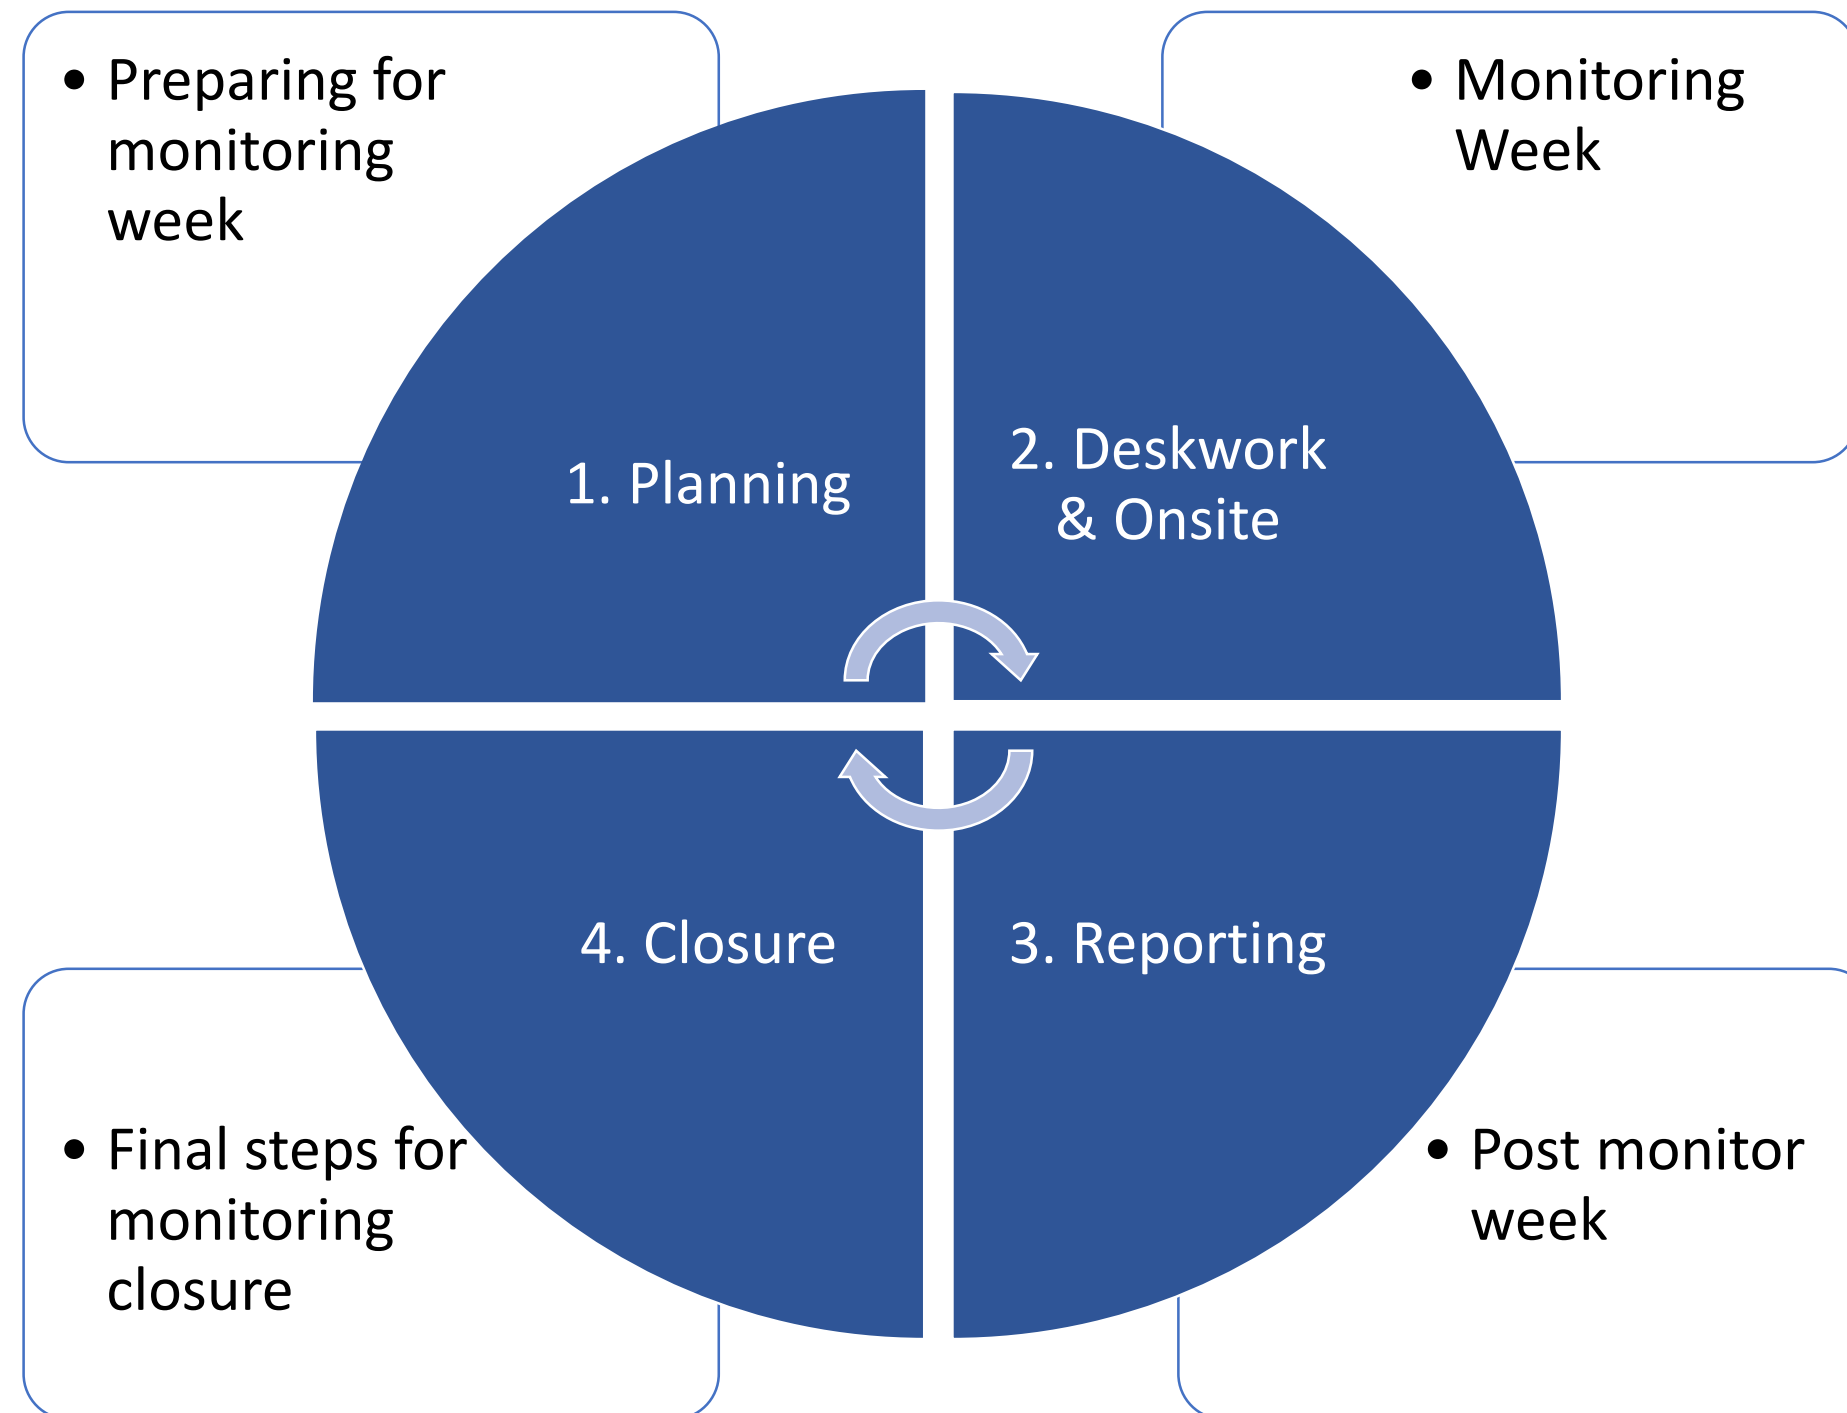 • Preparing for
monitoring
week
• Monitoring
Week
1. Planning
2. Deskwork
& Onsite
4. Closure
3. Reporting
• Final steps for
monitoring
closure
• Post monitor
week